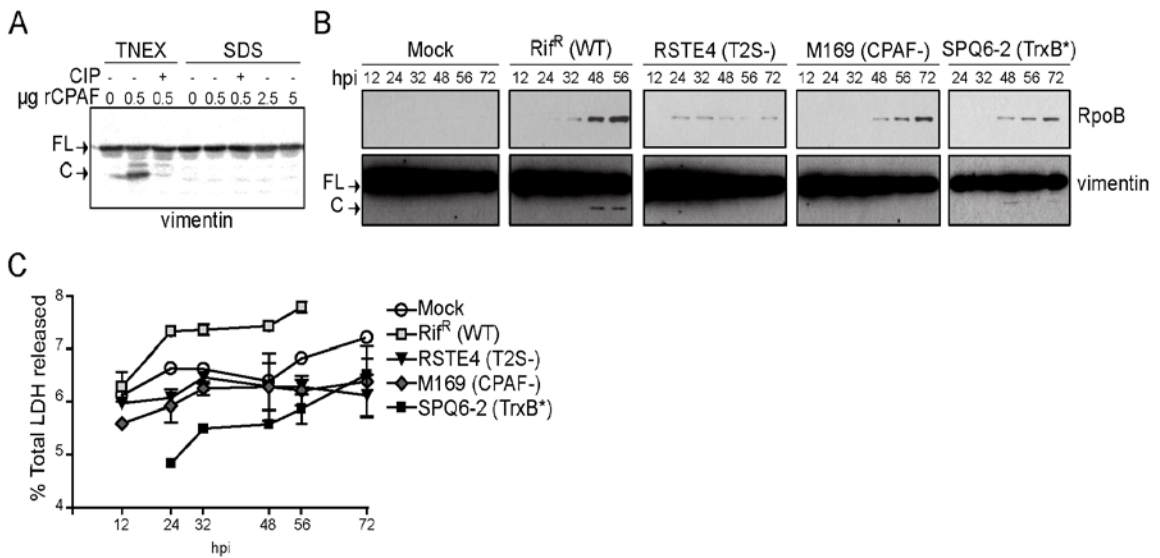 A
TNEX SDS
CIP - - + - - + - -
µg rCPAF 0 0.5 0.5 0 0.5 0.5 2.5 5
FL
C
vimentin
B
Mock Rif^R (WT) RSTE4 (T2S-) M169 (CPAF-) SPQ6-2 (TrxB*)
hpi 12 24 32 48 56 72 12 24 32 48 56 12 24 32 48 56 72 12 24 32 48 56 72 24 32 48 56 72
RpoB
FL
C
vimentin
C
% Total LDH released
8
7
6
5
4
12 24 32 48 56 72
hpi
Mock
Rif^R (WT)
RSTE4 (T2S-)
M169 (CPAF-)
SPQ6-2 (TrxB*)